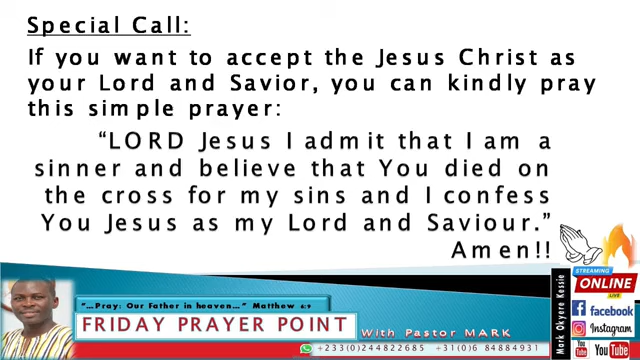 Special Call:
If you want to accept the Jesus Christ as
your Lord and Savior, you can kindly pray
this simple prayer:
“LORD Jesus I admit that I am a
sinner and believe that You died on
the cross for my sins and I confess
You Jesus as my Lord and Saviour.”
Amen!!
STREAMING
ONLINE
LIVE
Mark Okyere Kessie
facebook
Instagram
You Tube
You Tube
“…Pray: Our Father in heaven…” Matthew 6:9
FRIDAY PRAYER POINT
With Pastor MARK
+233(0)244822685 +31(0)6 84884931